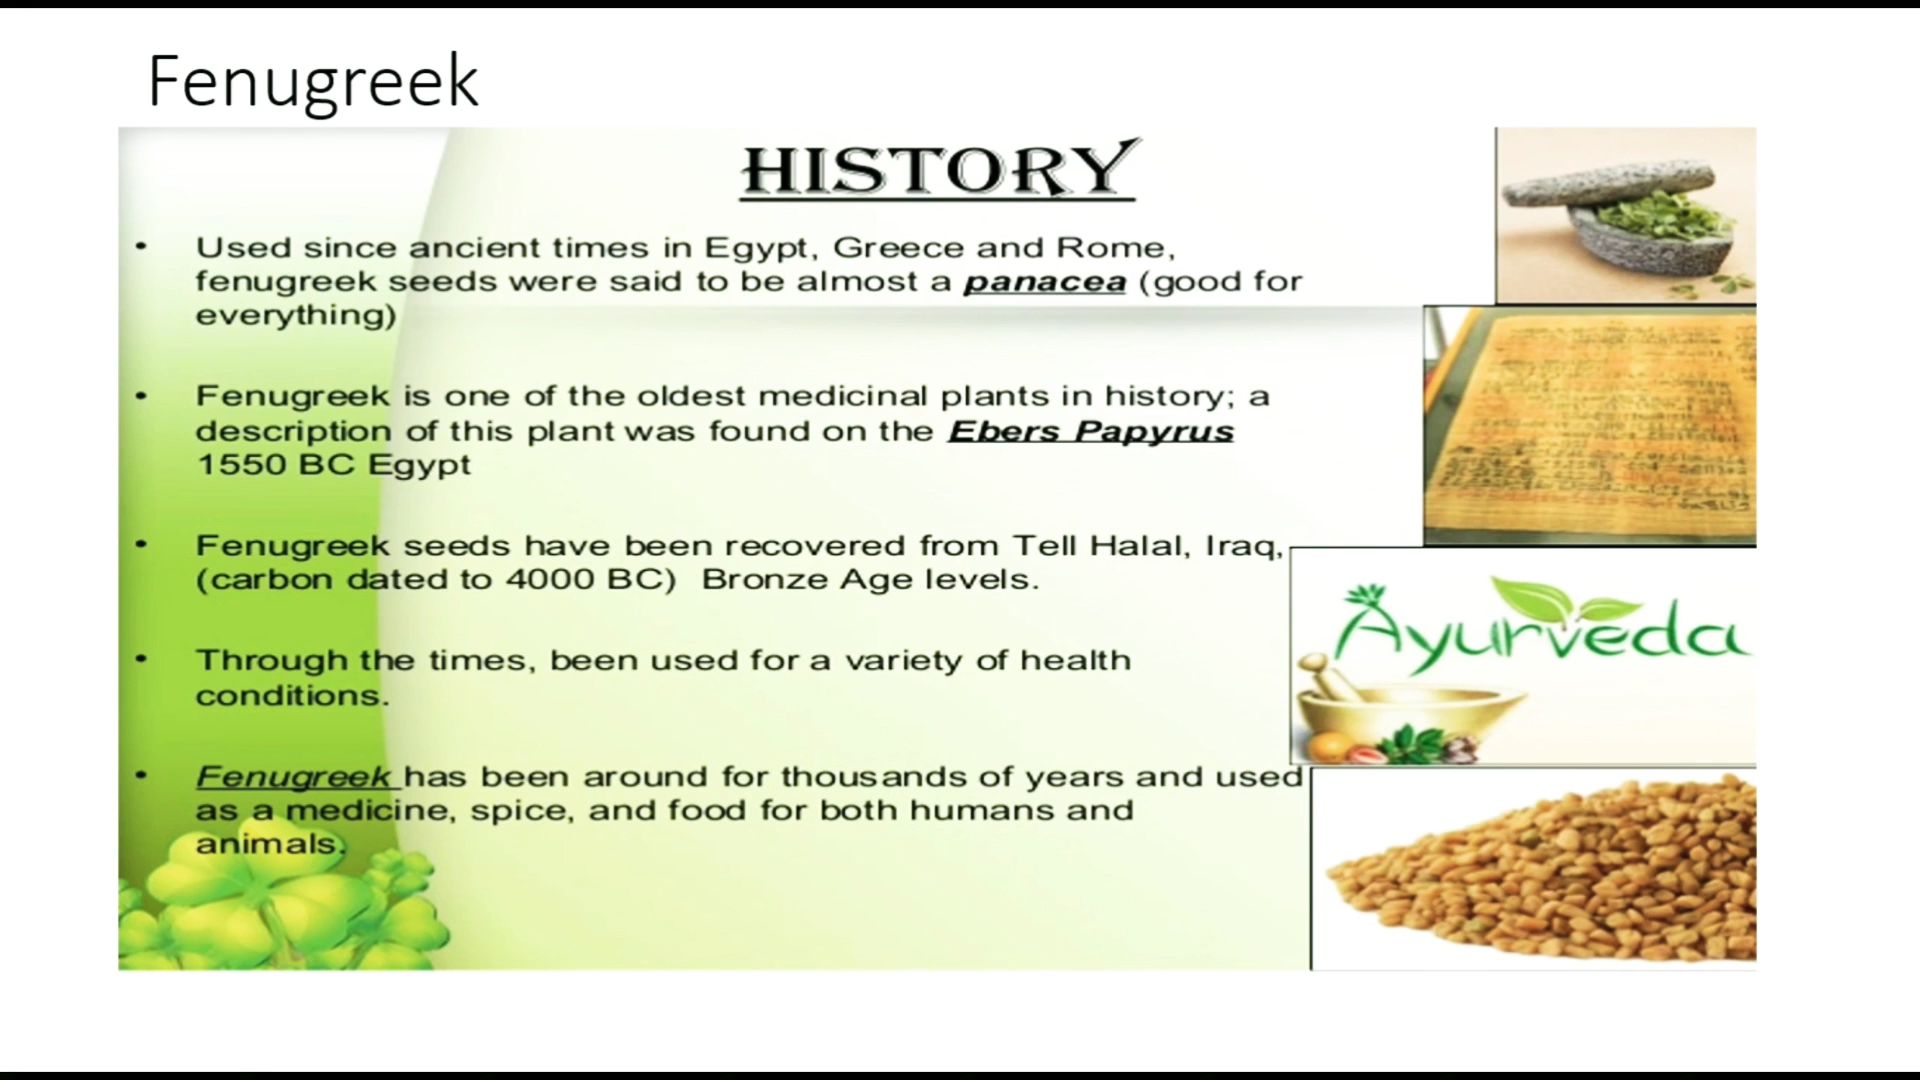 Fenugreek
HISTORY
• Used since ancient times in Egypt, Greece and Rome,
fenugreek seeds were said to be almost a panacea (good for
everything)
• Fenugreek is one of the oldest medicinal plants in history; a
description of this plant was found on the Ebers Papyrus
1550 BC Egypt
• Fenugreek seeds have been recovered from Tell Halal, Iraq,
(carbon dated to 4000 BC) Bronze Age levels.
• Through the times, been used for a variety of health
conditions.
• Fenugreek has been around for thousands of years and used
as a medicine, spice, and food for both humans and
animals.
Ayurveda